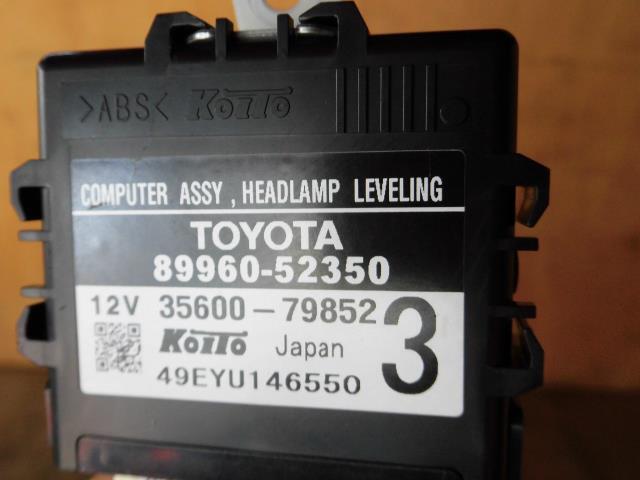 >ABS< KOITO
COMPUTER ASSY , HEADLAMP LEVELING
TOYOTA
89960-52350
12V 35600-79852
3
KOITO Japan
49EYU146550